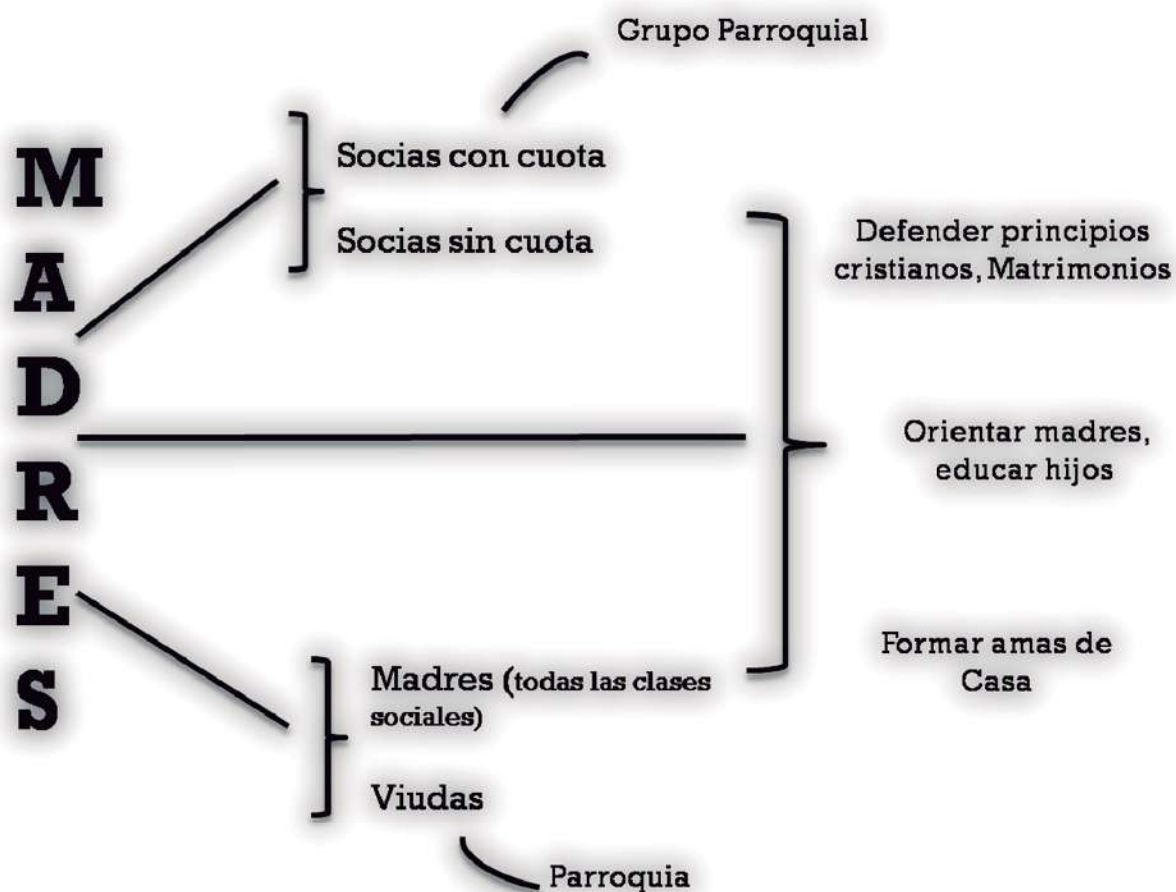 Grupo Parroquial
MADRES
Socias con cuota
Socias sin cuota
Defender principios
cristianos, Matrimonios
Orientar madres,
educar hijos
Formar amas de
Casa
Madres (todas las clases
sociales)
Viudas
Parroquia